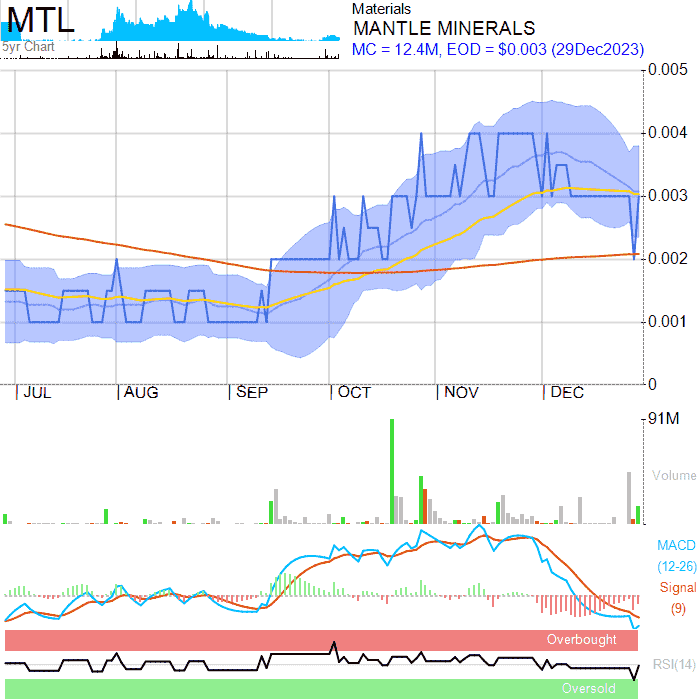 MTL
5yr Chart
Materials
MANTLE MINERALS
MC = 12.4M, EOD = $0.003 (29Dec2023)
0.005
0.004
0.003
0.002
0.001
0
JUL AUG SEP OCT NOV DEC
91M
Volume
MACD
(12-26)
Signal
(9)
Overbought
RSI(14)
Oversold